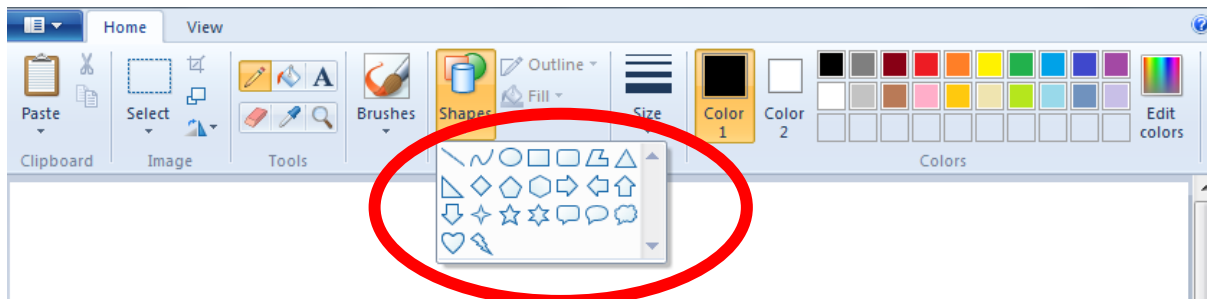 Home View
Outline
Fill
Paste Select Brushes Shapes Size Color 1 Color 2 Edit colors
Clipboard Image Tools Colors